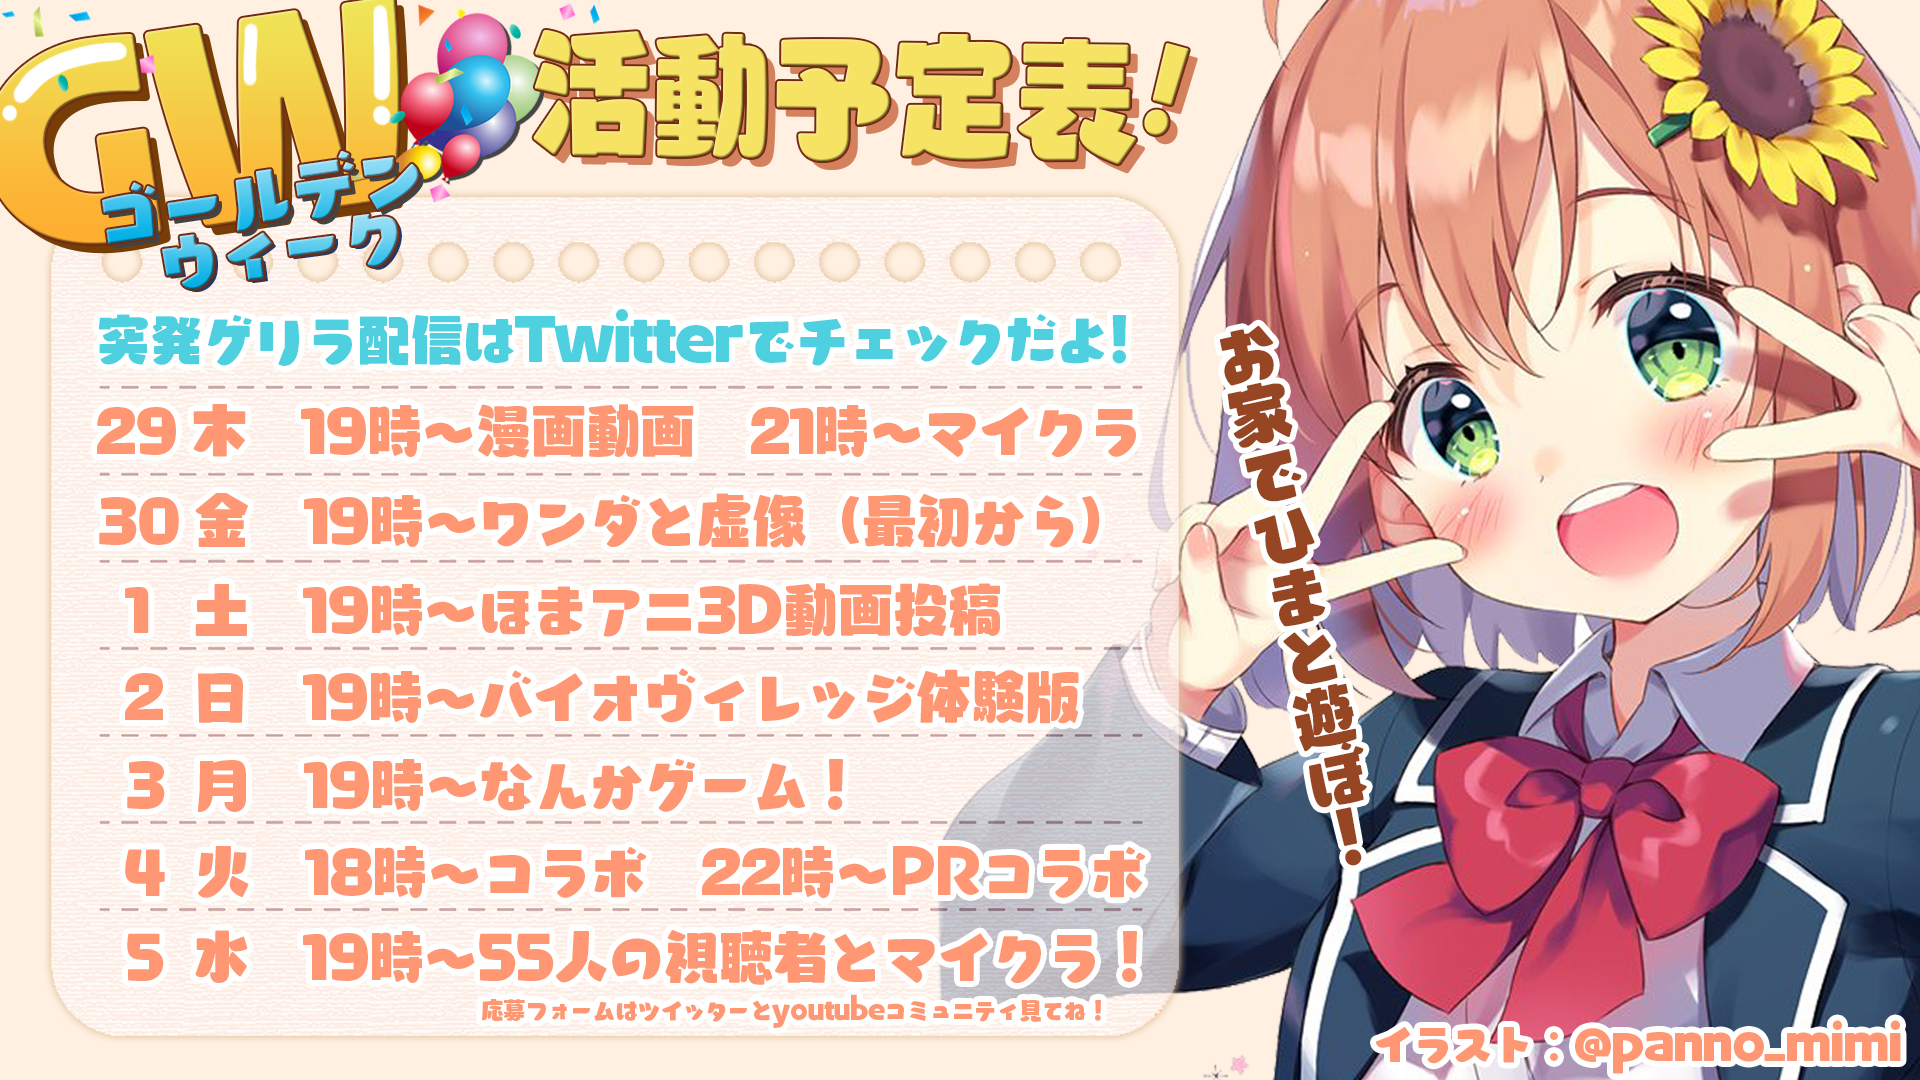 GW
ゴールデン
ウィーク
活動予定表!
突発ゲリラ配信はTwitterでチェックだよ!
29 木 19時～漫画動画 21時～マイクラ
30 金 19時～ワンダと虚像（最初から）
1 土 19時～ほまアニ3D動画投稿
2 日 19時～バイオヴィレッジ体験版
3 月 19時～なんかゲーム！
4 火 18時～コラボ 22時～PRコラボ
5 水 19時～55人の視聴者とマイクラ！
応募フォームはツイッターとyoutubeコミュニティ見てね！
お家でひまと遊ぼ！
イラスト：@panno_mimi